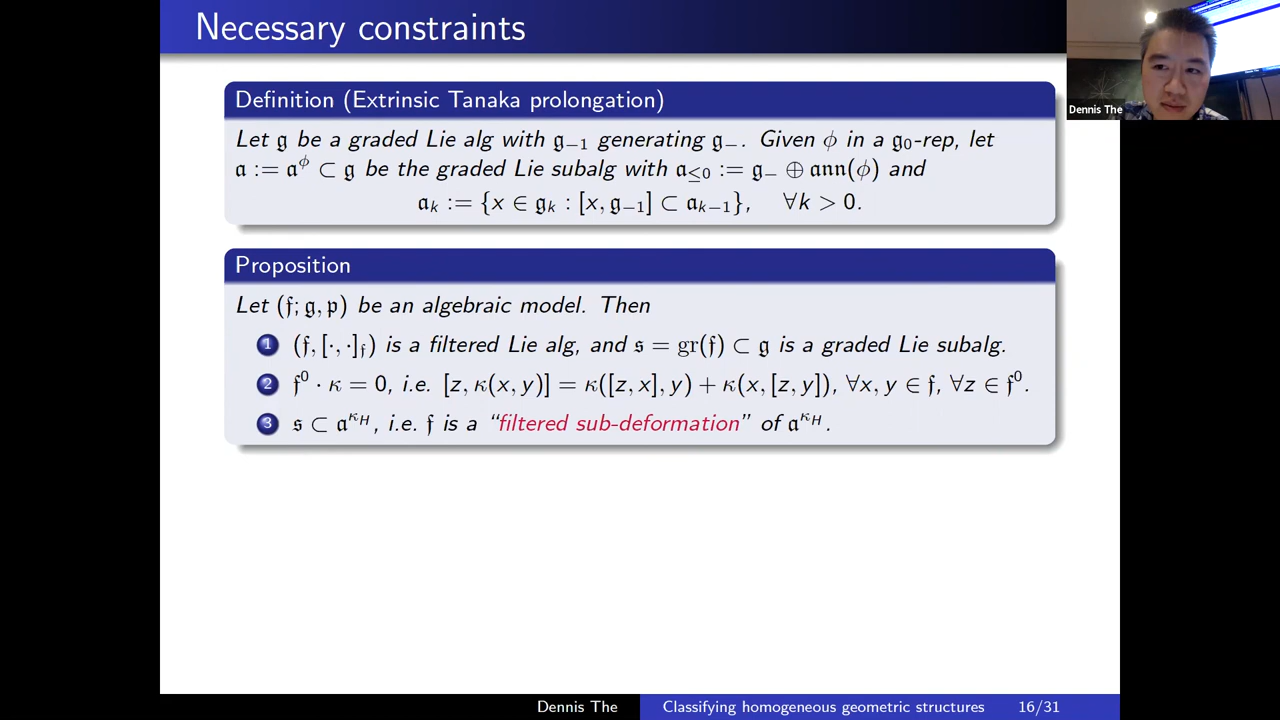 Necessary constraints
Dennis The
Definition (Extrinsic Tanaka prolongation)
Let 𝔤 be a graded Lie alg with 𝔤₋₁ generating 𝔤₋. Given ϕ in a 𝔤₀-rep, let
𝔞 := 𝔞^ϕ ⊂ 𝔤 be the graded Lie subalg with 𝔞_{≤0} := 𝔤₋ ⊕ 𝔞𝔫𝔫(ϕ) and
𝔞ₖ := {x ∈ 𝔤ₖ : [x, 𝔤₋₁] ⊂ 𝔞ₖ₋₁}, ∀k > 0.
Proposition
Let (𝔣; 𝔤, 𝔭) be an algebraic model. Then
1 (𝔣, [·, ·]_𝔣) is a filtered Lie alg, and 𝔰 = gr(𝔣) ⊂ 𝔤 is a graded Lie subalg.
2 𝔣⁰ · κ = 0, i.e. [z, κ(x, y)] = κ([z, x], y) + κ(x, [z, y]), ∀x, y ∈ 𝔣, ∀z ∈ 𝔣⁰.
3 𝔰 ⊂ 𝔞^{κ_H}, i.e. 𝔣 is a “filtered sub-deformation” of 𝔞^{κ_H}.
Dennis The Classifying homogeneous geometric structures 16/31